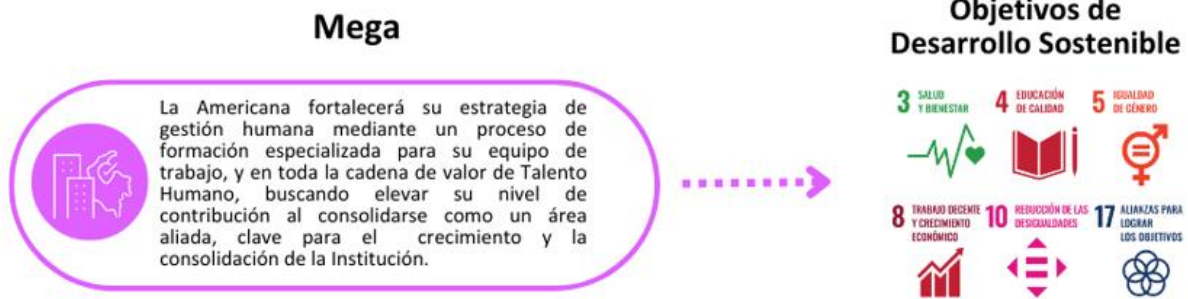 Mega
La Americana fortalecerá su estrategia de
gestión humana mediante un proceso de
formación especializada para su equipo de
trabajo, y en toda la cadena de valor de Talento
Humano, buscando elevar su nivel de
contribución al consolidarse como un área
aliada, clave para el crecimiento y la
consolidación de la Institución.
Objetivos de
Desarrollo Sostenible
3 SALUD
Y BIENESTAR
4 EDUCACIÓN
DE CALIDAD
5 IGUALDAD
DE GÉNERO
8 TRABAJO DECENTE
Y CRECIMIENTO
ECONÓMICO
10 REDUCCIÓN DE LAS
DESIGUALDADES
17 ALIANZAS PARA
LOGRAR
LOS OBJETIVOS